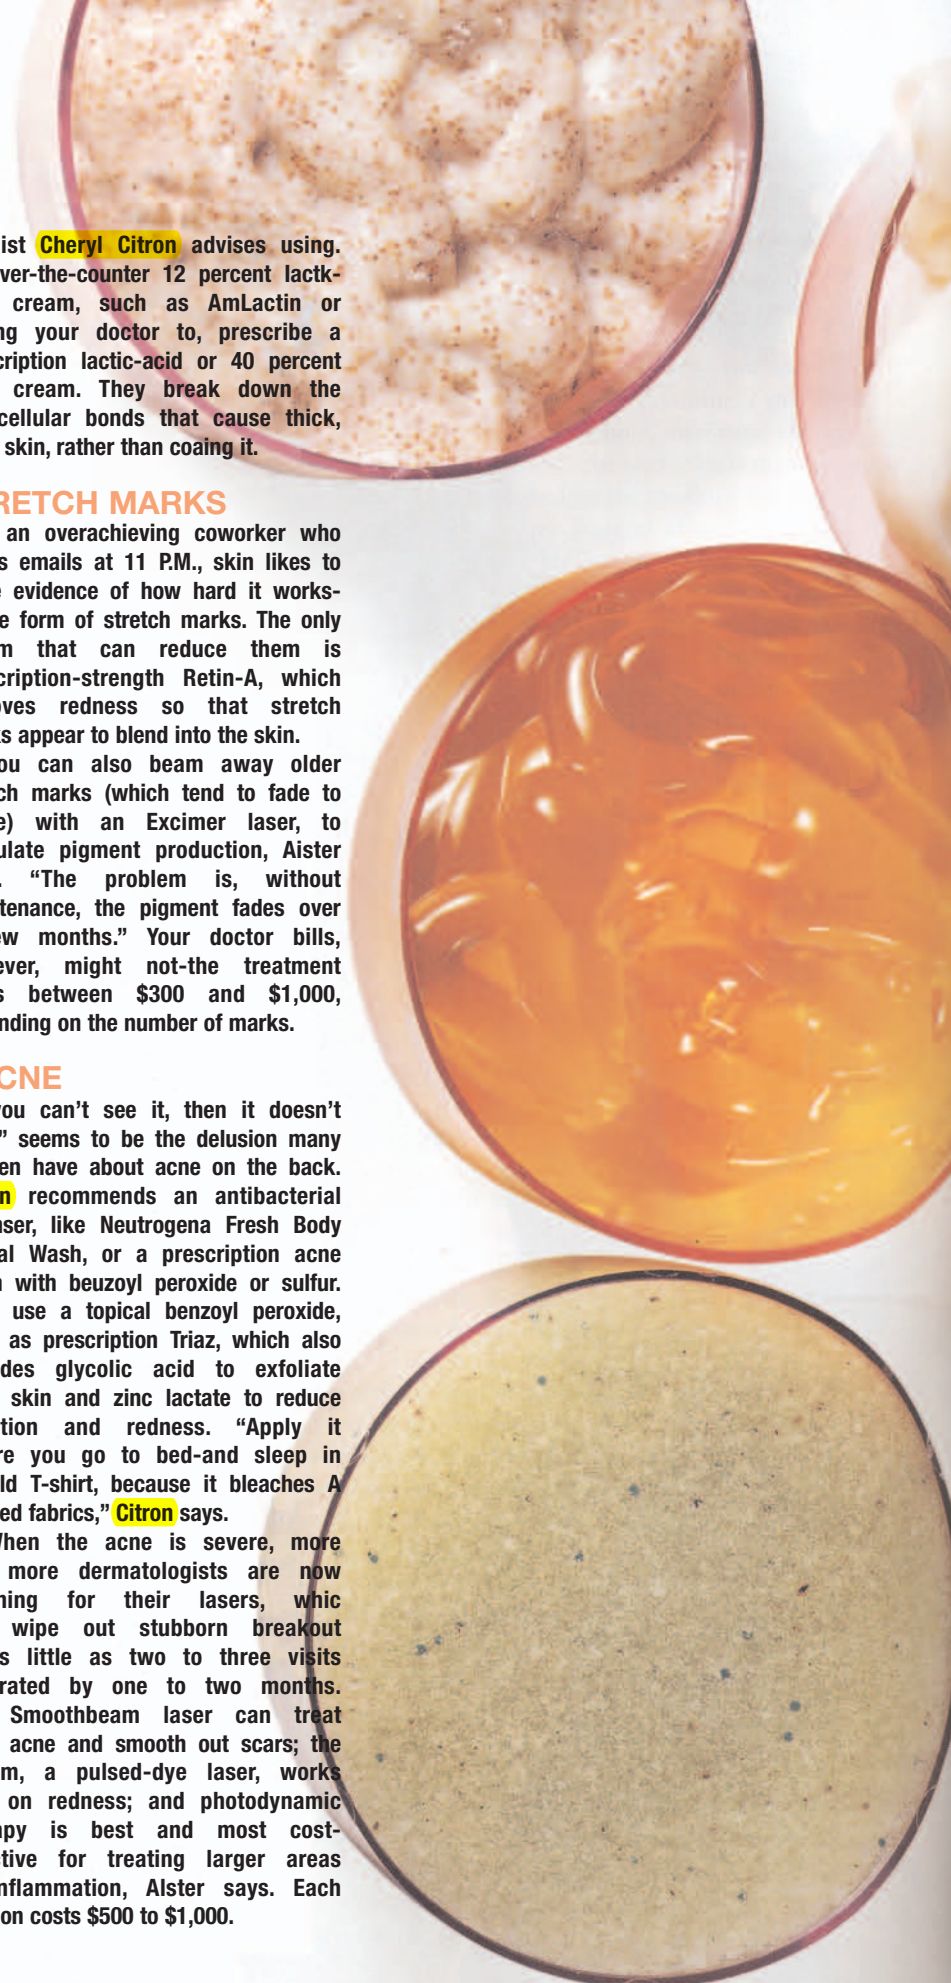 ist Cheryl Citron advises using.
ver-the-counter 12 percent lactk-
cream, such as AmLactin or
ng your doctor to, prescribe a
cription lactic-acid or 40 percent
cream. They break down the
cellular bonds that cause thick,
skin, rather than coaing it.
RETCH MARKS
an overachieving coworker who
s emails at 11 P.M., skin likes to
e evidence of how hard it works-
e form of stretch marks. The only
m that can reduce them is
cription-strength Retin-A, which
oves redness so that stretch
ks appear to blend into the skin.
ou can also beam away older
ch marks (which tend to fade to
e) with an Excimer laser, to
ulate pigment production, Aister
. “The problem is, without
tenance, the pigment fades over
ew months.” Your doctor bills,
ever, might not-the treatment
s between $300 and $1,000,
nding on the number of marks.
CNE
you can’t see it, then it doesn’t
” seems to be the delusion many
en have about acne on the back.
n recommends an antibacterial
nser, like Neutrogena Fresh Body
al Wash, or a prescription acne
n with beuzoyl peroxide or sulfur.
use a topical benzoyl peroxide,
as prescription Triaz, which also
des glycolic acid to exfoliate
skin and zinc lactate to reduce
tion and redness. “Apply it
re you go to bed-and sleep in
ld T-shirt, because it bleaches A
ed fabrics,” Citron says.
When the acne is severe, more
more dermatologists are now
ning for their lasers, whic
wipe out stubborn breakout
s little as two to three visits
rated by one to two months.
Smoothbeam laser can treat
acne and smooth out scars; the
m, a pulsed-dye laser, works
on redness; and photodynamic
apy is best and most cost-
ctive for treating larger areas
nflammation, Alster says. Each
on costs $500 to $1,000.